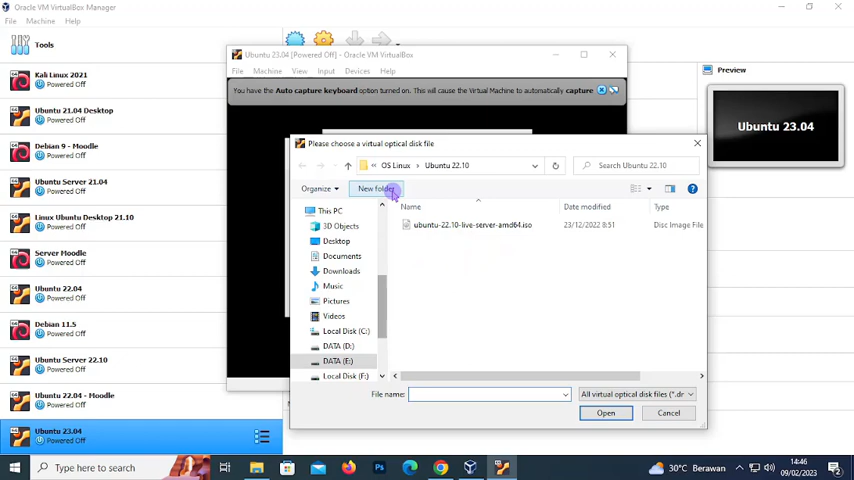 Oracle VM VirtualBox Manager
File Machine Help
Tools
Kali Linux 2021
Powered Off
Ubuntu 21.04 Desktop
Powered Off
Debian 9 - Moodle
Powered Off
Ubuntu Server 21.04
Powered Off
Linux Ubuntu Desktop 21.10
Powered Off
Server Moodle
Powered Off
Ubuntu 22.04
Powered Off
Debian 11.5
Powered Off
Ubuntu Server 22.10
Powered Off
Ubuntu 22.04 - Moodle
Powered Off
Ubuntu 23.04
Powered Off
Ubuntu 23.04 [Powered Off] - Oracle VM VirtualBox
File Machine View Input Devices Help
You have the Auto capture keyboard option turned on. This will cause the Virtual Machine to automatically capture
Please choose a virtual optical disk file
« OS Linux › Ubuntu 22.10
Search Ubuntu 22.10
Organize New folder
Name Date modified Type
ubuntu-22.10-live-server-amd64.iso 23/12/2022 8:51 Disc Image File
This PC
3D Objects
Desktop
Documents
Downloads
Music
Pictures
Videos
Local Disk (C:)
DATA (D:)
DATA (E:)
Local Disk (F:)
File name:
All virtual optical disk files (*.dr
Open Cancel
Preview
Ubuntu 23.04
Type here to search
Ps
30°C Berawan
14:46
09/02/2023
2